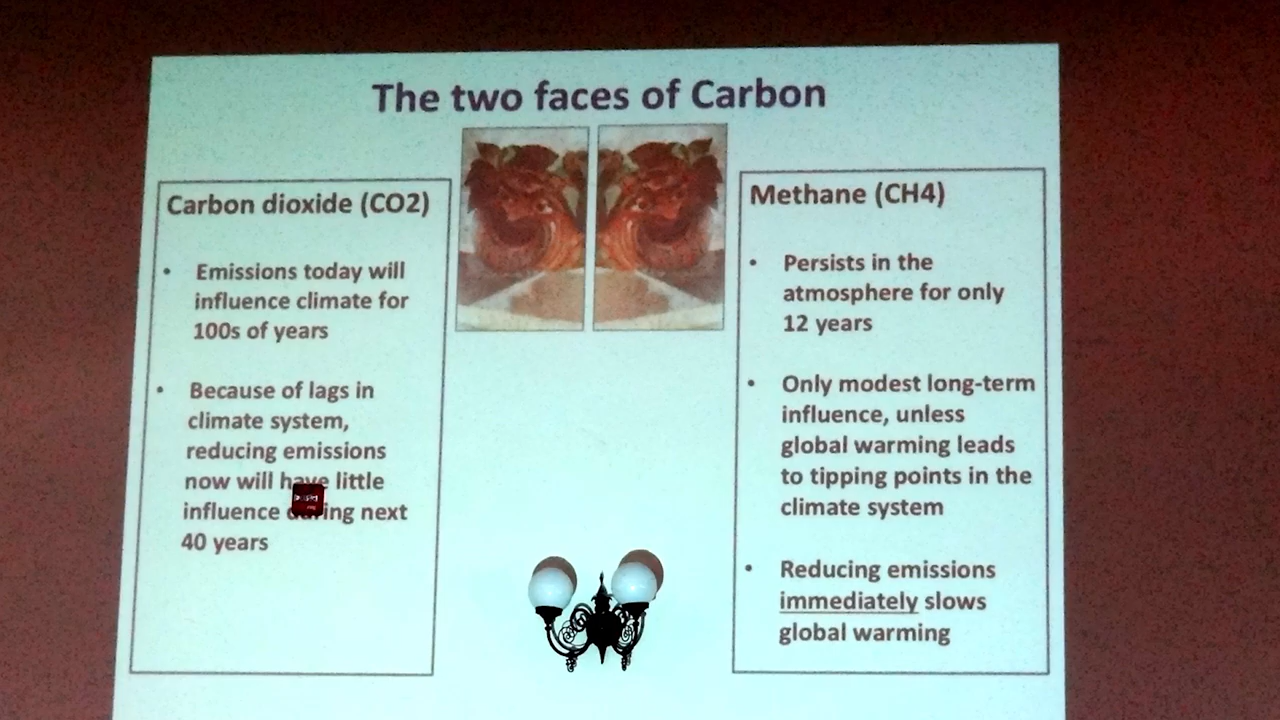 The two faces of Carbon
Carbon dioxide (CO2)
• Emissions today will
influence climate for
100s of years
• Because of lags in
climate system,
reducing emissions
now will have little
influence during next
40 years
Methane (CH4)
• Persists in the
atmosphere for only
12 years
• Only modest long-term
influence, unless
global warming leads
to tipping points in the
climate system
• Reducing emissions
immediately slows
global warming